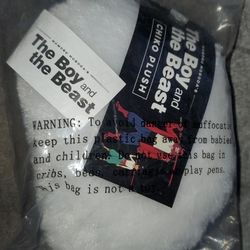 The Boy and
the Beast
The Boy and
the Beast
CHIKO PLUSH
WARNING: To avoid danger of suffocation
keep this plastic bag away from babies
and children. Do not use this bag in
cribs, beds, carriages or play pens.
This bag is not a toy.